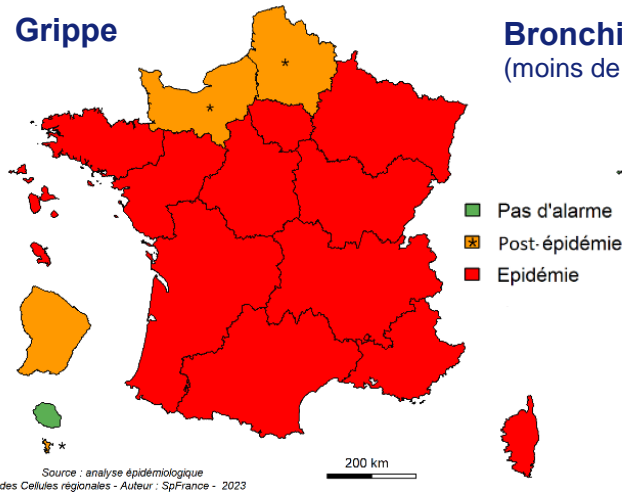 Grippe
Bronchi
(moins de
Pas d'alarme
* Post-épidémie
Epidémie
*
*
*
200 km
Source : analyse épidémiologique
des Cellules régionales - Auteur : SpFrance - 2023